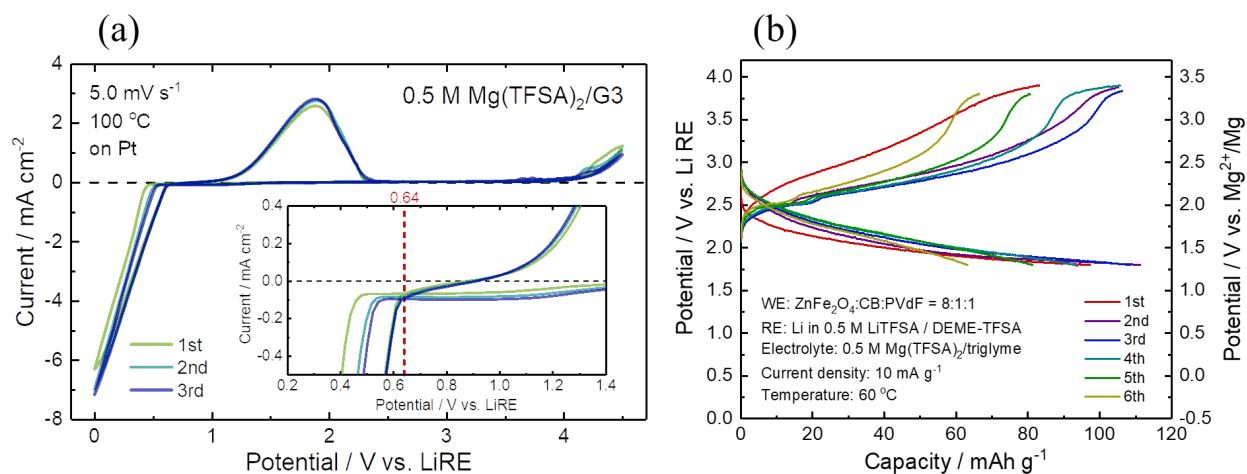 (a)
4
2
0
-2
-4
-6
-8
Current / mA cm⁻²
5.0 mV s⁻¹
100 °C
on Pt
0.5 M Mg(TFSA)₂/G3
1st
2nd
3rd
0
1
2
3
4
Potential / V vs. LiRE
0.64
0.4
0.2
0.0
-0.2
-0.4
Current / mA cm⁻²
0.2
0.4
0.6
0.8
1.0
1.2
1.4
Potential / V vs. LiRE
(b)
4.0
3.5
3.0
2.5
2.0
1.5
1.0
0.5
0.0
Potential / V vs. Li RE
3.5
3.0
2.5
2.0
1.5
1.0
0.5
0.0
-0.5
Potential / V vs. Mg²⁺/Mg
WE: ZnFe₂O₄:CB:PVdF = 8:1:1
RE: Li in 0.5 M LiTFSA / DEME-TFSA
Electrolyte: 0.5 M Mg(TFSA)₂/triglyme
Current density: 10 mA g⁻¹
Temperature: 60 °C
1st
2nd
3rd
4th
5th
6th
0
20
40
60
80
100
120
Capacity / mAh g⁻¹